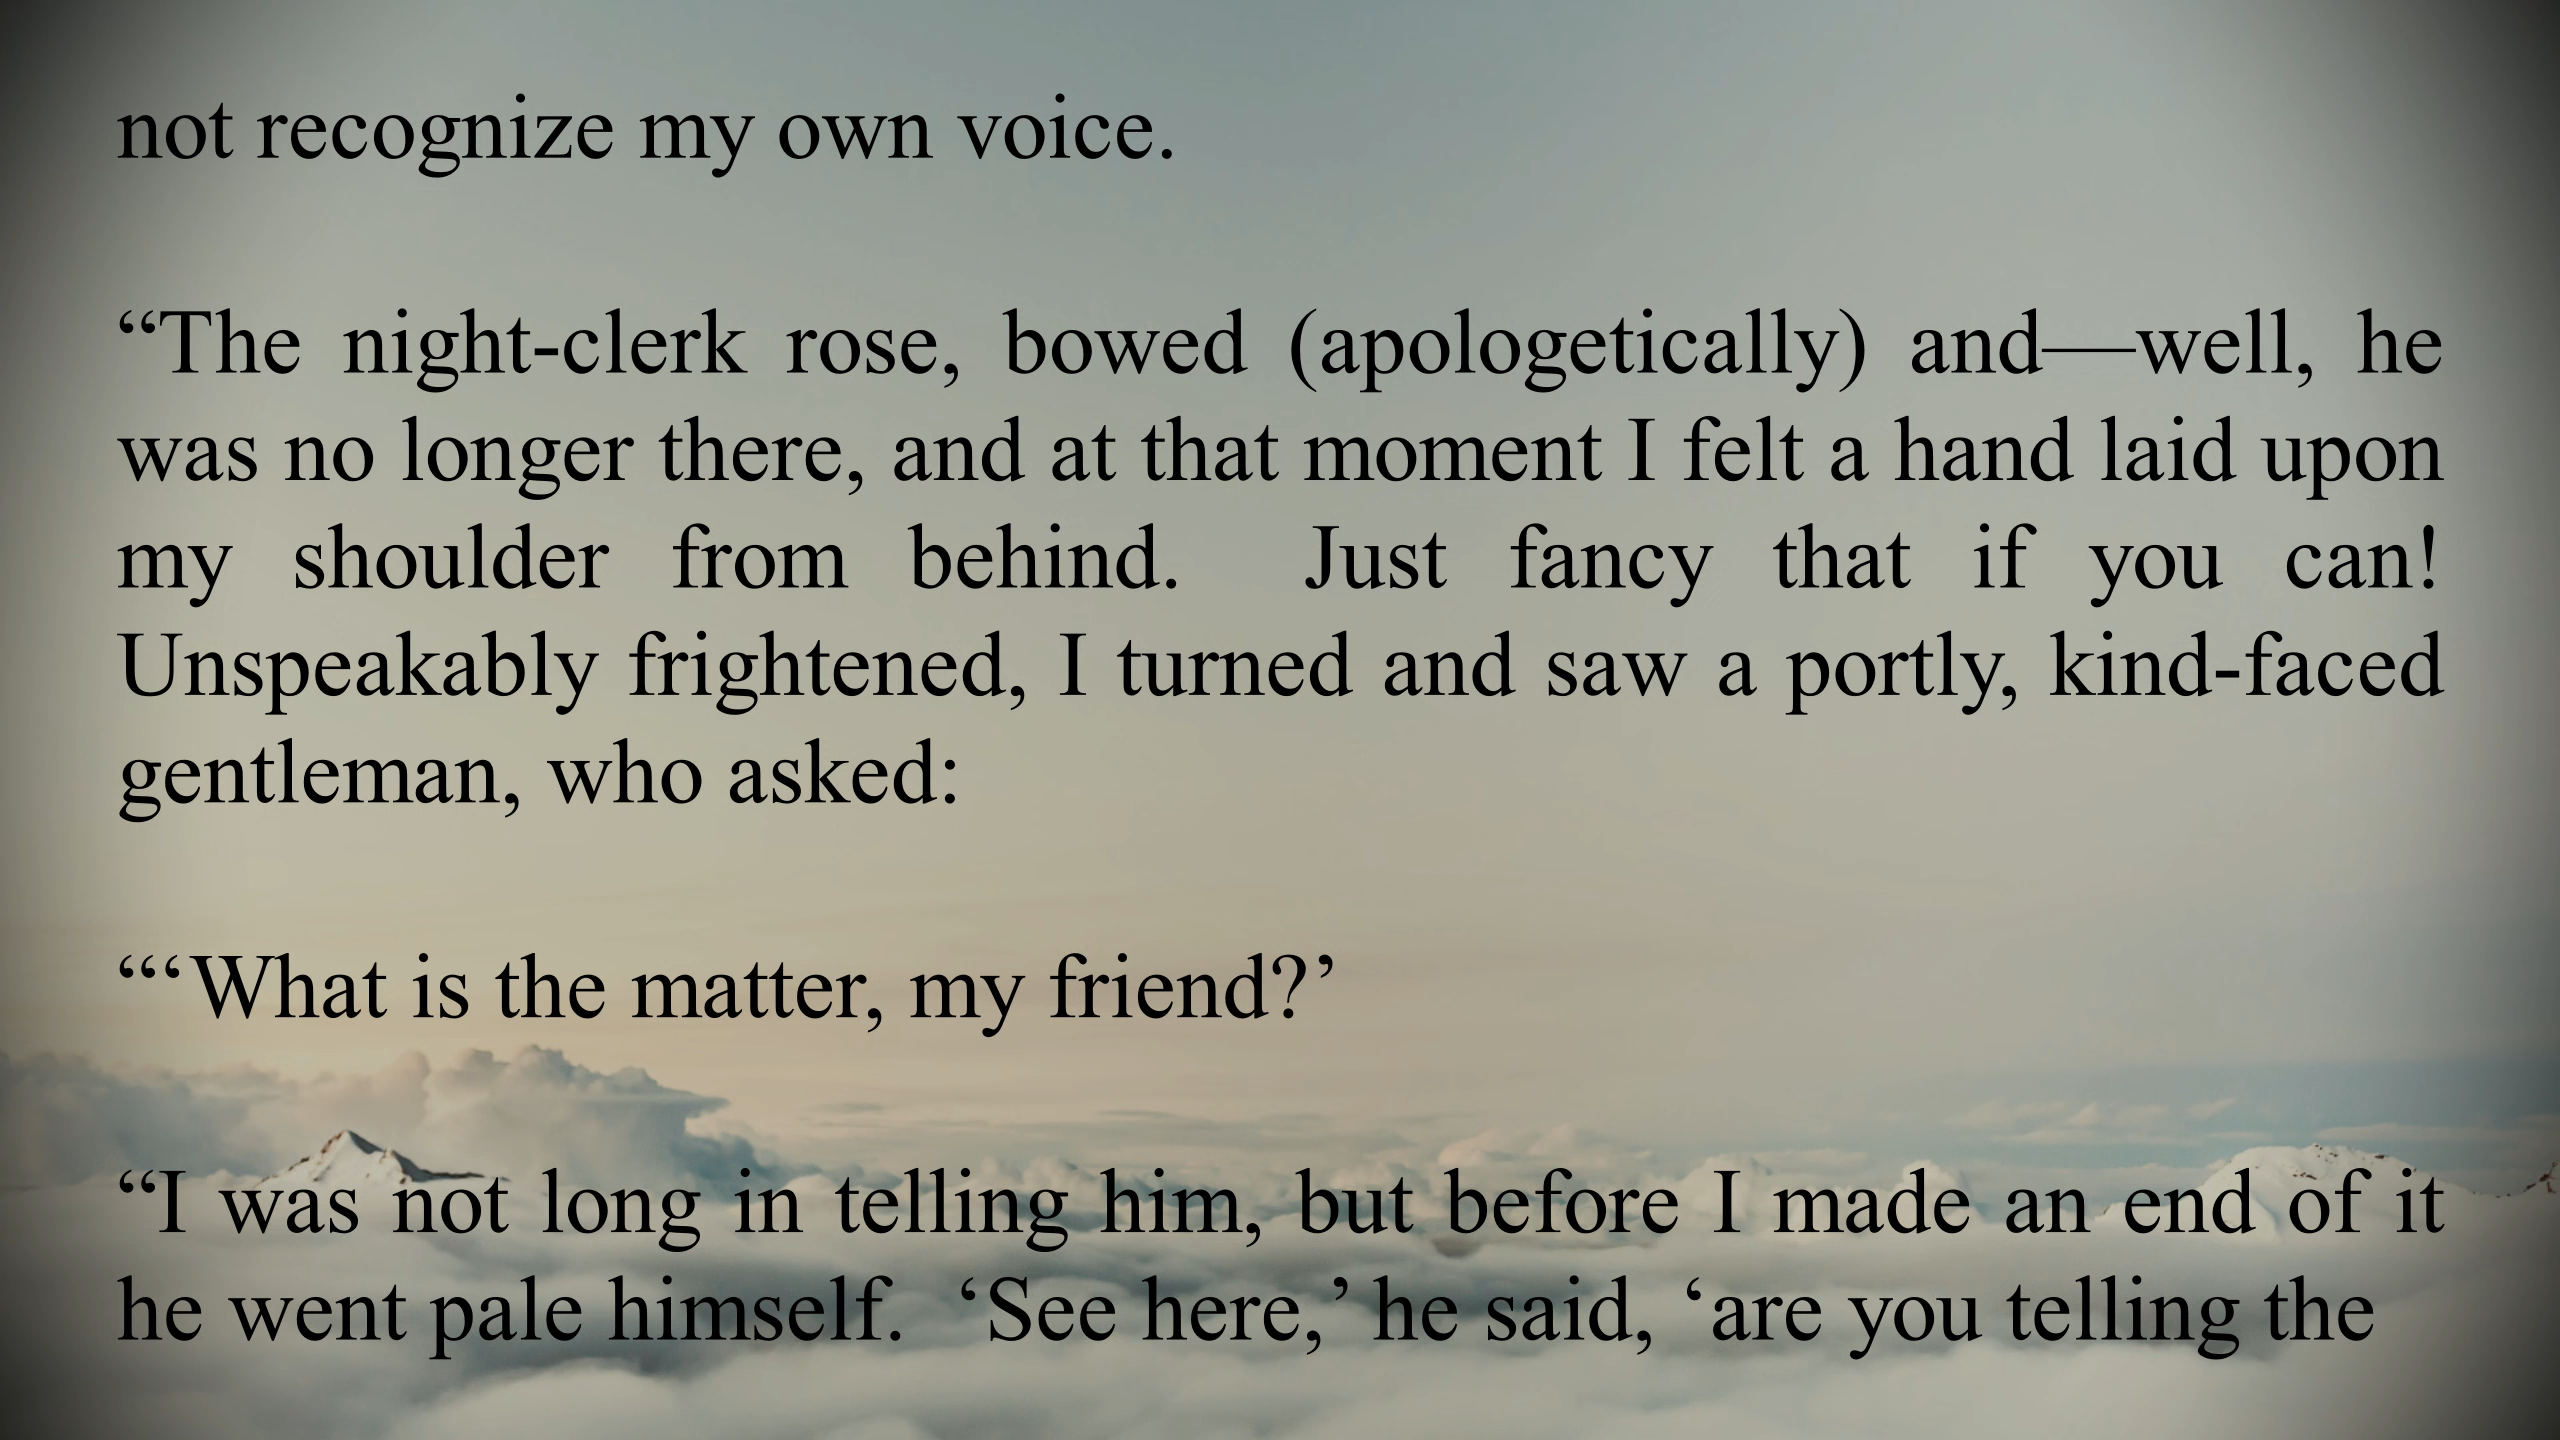 not recognize my own voice.
“The night-clerk rose, bowed (apologetically) and—well, he
was no longer there, and at that moment I felt a hand laid upon
my shoulder from behind.  Just fancy that if you can!
Unspeakably frightened, I turned and saw a portly, kind-faced
gentleman, who asked:
“‘What is the matter, my friend?’
“I was not long in telling him, but before I made an end of it
he went pale himself.  ‘See here,’ he said, ‘are you telling the